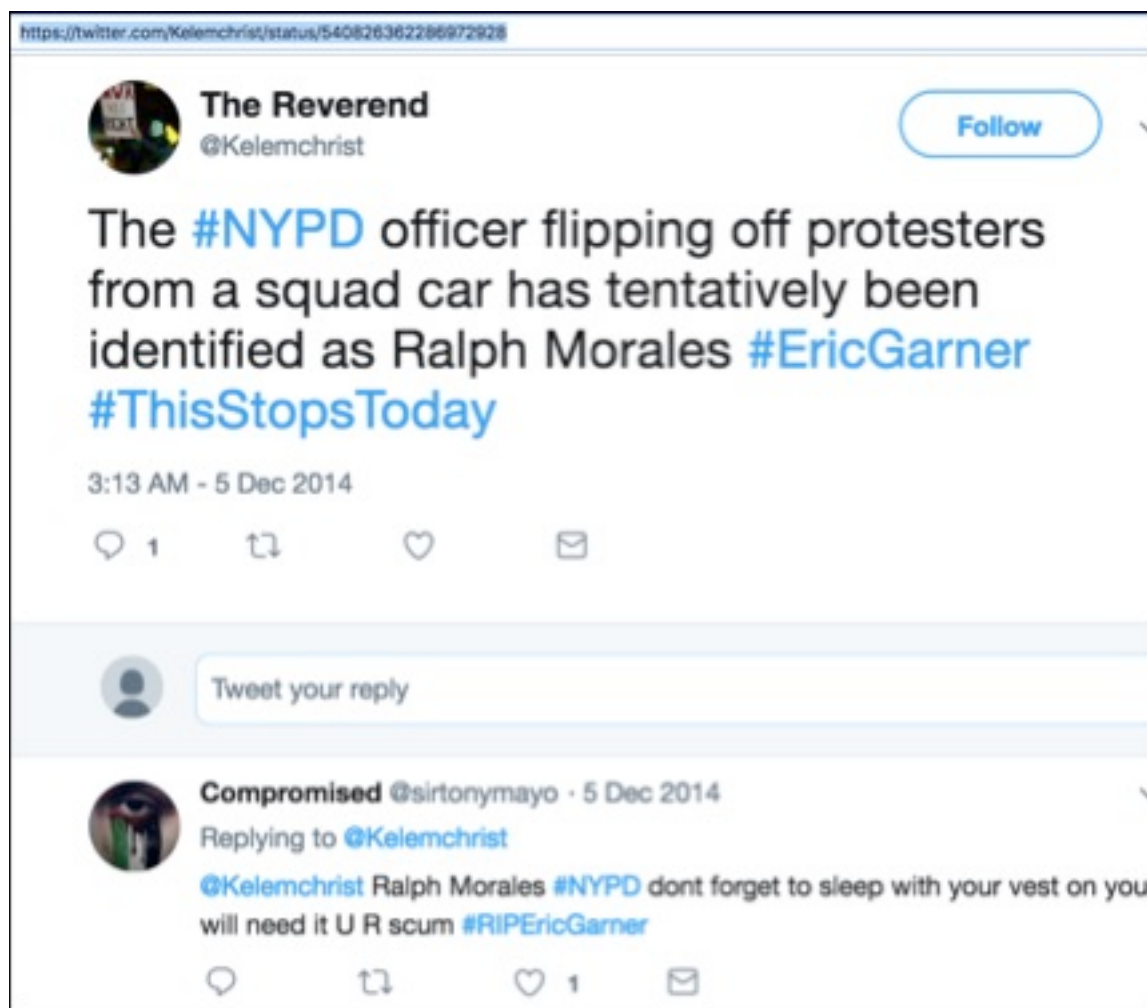 https://twitter.com/Kelemchrist/status/540826362286972928
The Reverend
@Kelemchrist
Follow
The #NYPD officer flipping off protesters
from a squad car has tentatively been
identified as Ralph Morales #EricGarner
#ThisStopsToday
3:13 AM - 5 Dec 2014
1
Tweet your reply
Compromised @sirtonymayo · 5 Dec 2014
Replying to @Kelemchrist
@Kelemchrist Ralph Morales #NYPD dont forget to sleep with your vest on you
will need it U R scum #RIPEricGarner
1